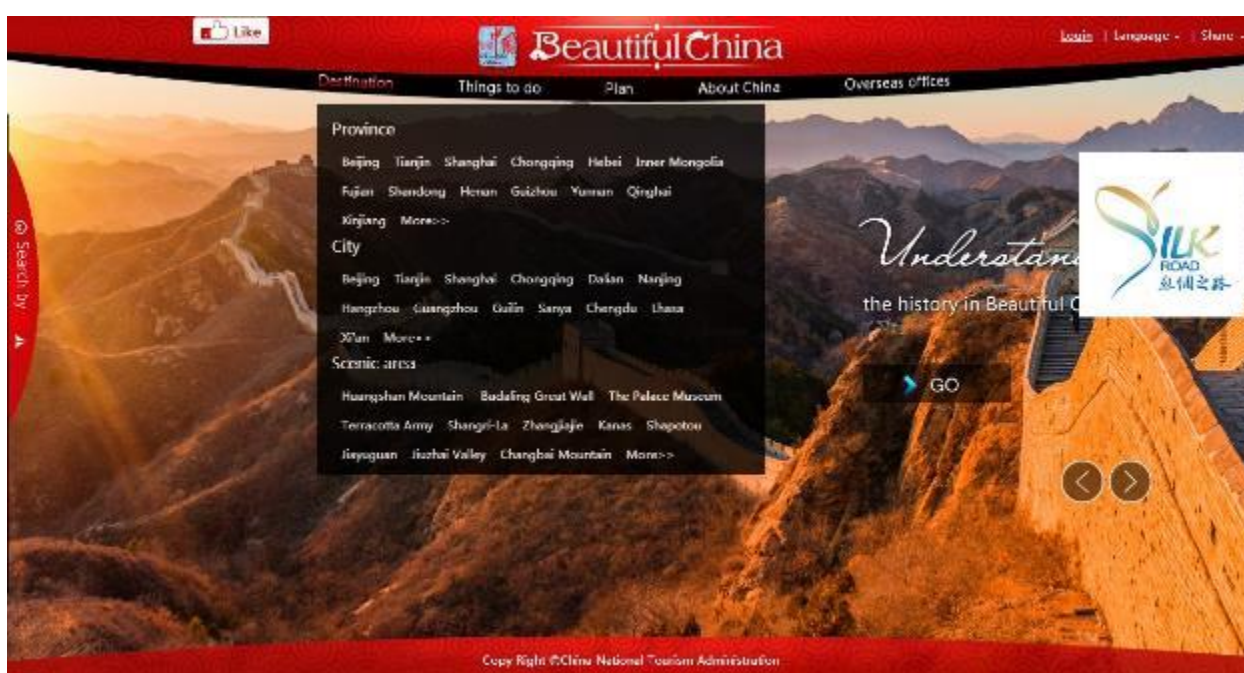 Like
Beautiful China
Login | Language | Share
Destination Things to do Plan About China Overseas offices
Province
Beijing Tianjin Shanghai Chongqing Hebei Inner Mongolia
Fujian Shandong Henan Guizhou Yunnan Qinghai
Xinjiang More>>
City
Beijing Tianjin Shanghai Chongqing Dalian Nanjing
Hangzhou Guangzhou Guilin Sanya Chengdu Lhasa
Xi'an More>>
Scenic area
Huangshan Mountain Badaling Great Wall The Palace Museum
Terracotta Army Shangri-La Zhangjiajie Kanas Shapotou
Jiayuguan Jiuzhai Valley Changbai Mountain More>>
Search by
Understan
the history in Beautiful C
GO
SILK
ROAD
丝绸之路
Copy Right ©China National Tourism Administration